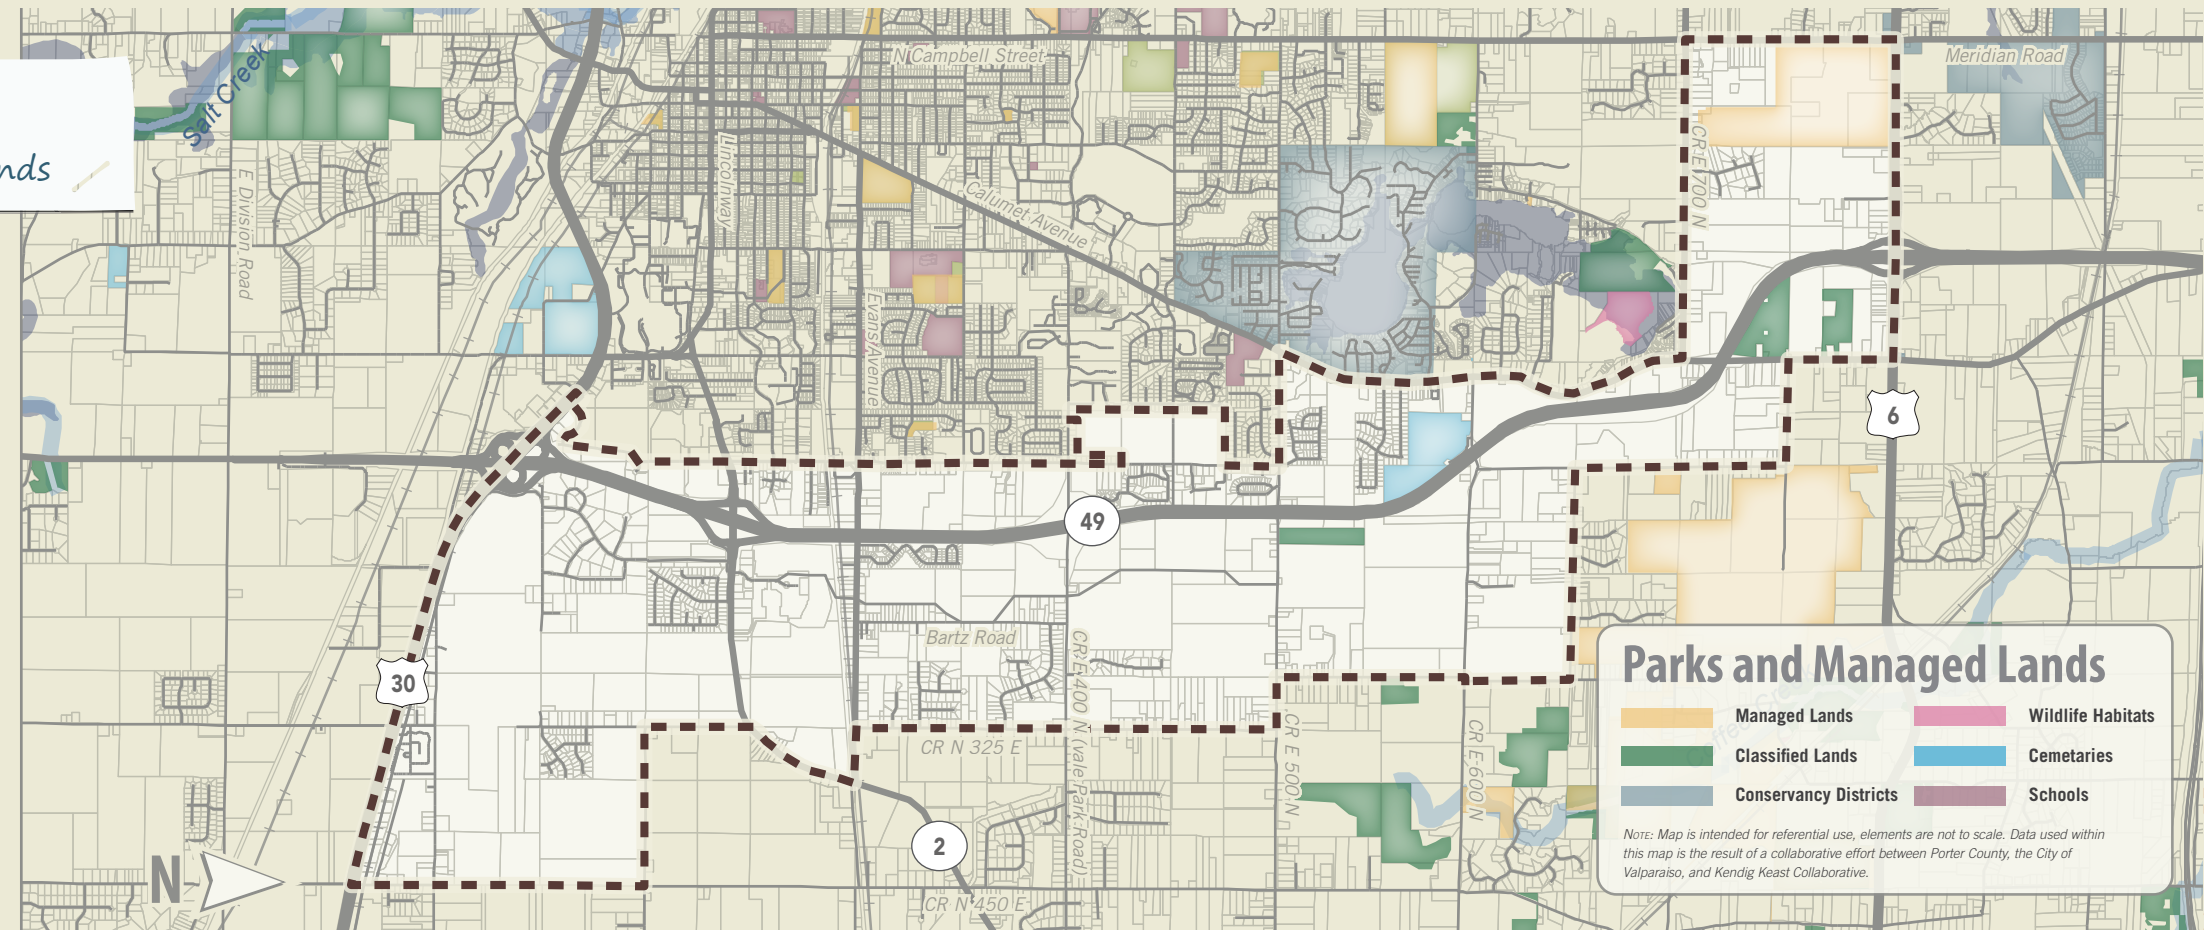 N Campbell Street
Meridian Road
Salt Creek
nds
E Division Road
Lincolnway
CR E 700 N
Calumet Avenue
Evans Avenue
6
49
Bartz Road
CR E 400 N (Vale Park Road)
30
CR N 325 E
CR E 500 N
CR E 600 N
2
CR N 450 E
N
Parks and Managed Lands
Managed Lands
Wildlife Habitats
Classified Lands
Cemetaries
Conservancy Districts
Schools
NOTE: Map is intended for referential use, elements are not to scale. Data used within
this map is the result of a collaborative effort between Porter County, the City of
Valparaiso, and Kendig Keast Collaborative.